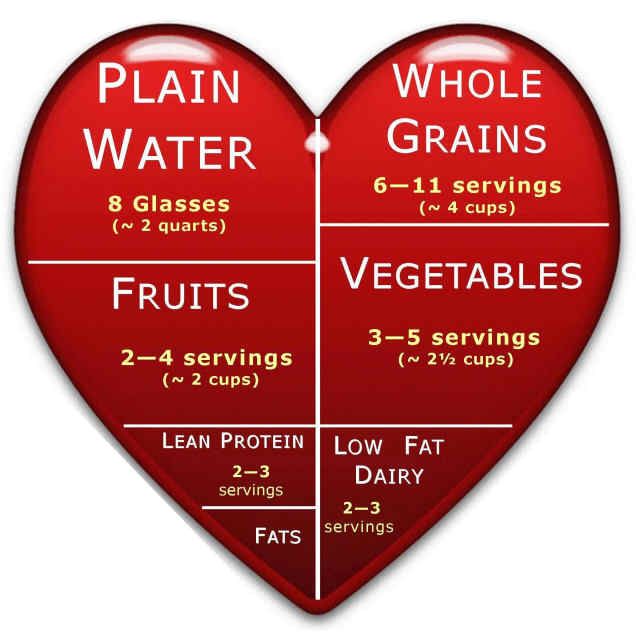 PLAIN
WATER
8 Glasses
(~ 2 quarts)
WHOLE
GRAINS
6—11 servings
(~ 4 cups)
FRUITS
2—4 servings
(~ 2 cups)
VEGETABLES
3—5 servings
(~ 2½ cups)
LEAN PROTEIN
2—3
servings
FATS
LOW FAT
DAIRY
2—3
servings